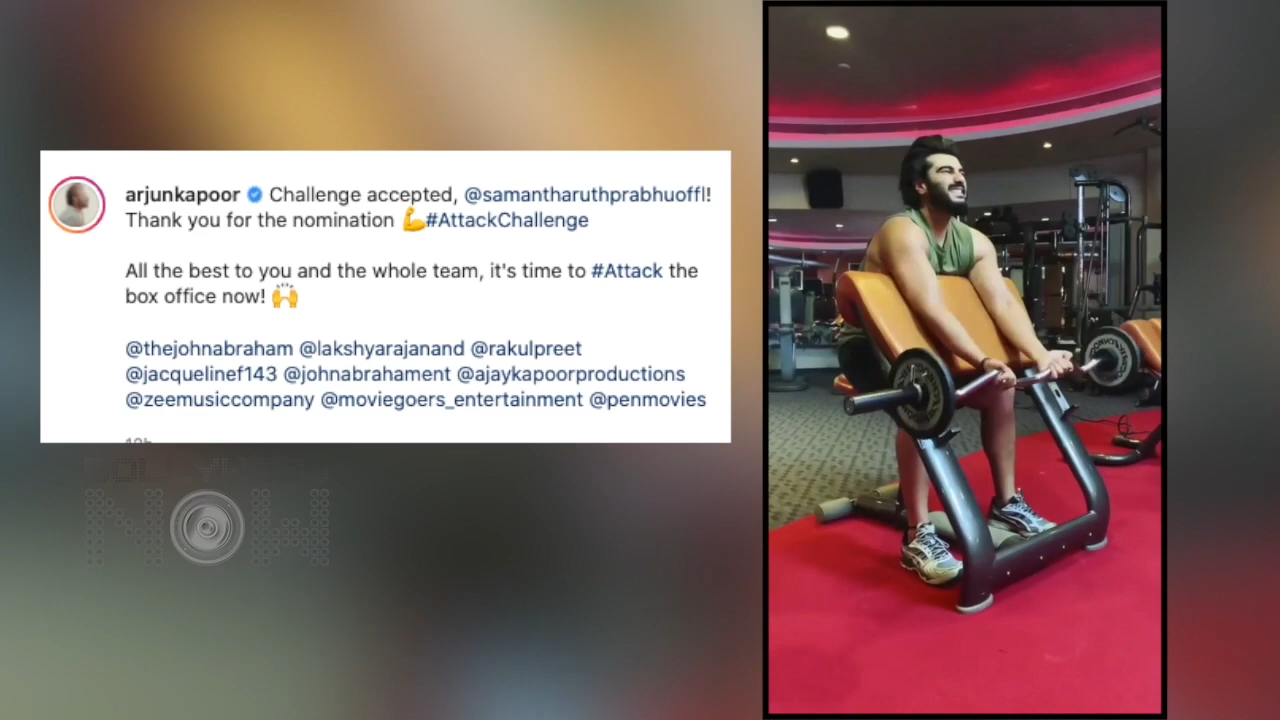 arjunkapoor Challenge accepted, @samantharuthprabhuoffl!
Thank you for the nomination 💪#AttackChallenge
All the best to you and the whole team, it's time to #Attack the
box office now! 🙌
@thejohnabraham @lakshyarajanand @rakulpreet
@jacquelinef143 @johnabrahament @ajaykapoorproductions
@zeemusiccompany @moviegoers_entertainment @penmovies
NOW